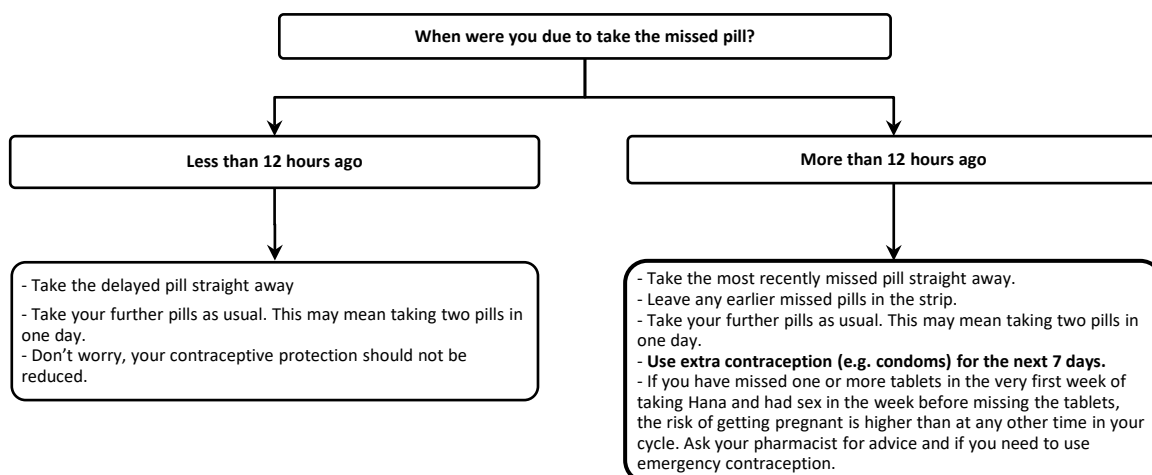 When were you due to take the missed pill?
Less than 12 hours ago
More than 12 hours ago
- Take the delayed pill straight away
- Take your further pills as usual. This may mean taking two pills in
one day.
- Don’t worry, your contraceptive protection should not be
reduced.
- Take the most recently missed pill straight away.
- Leave any earlier missed pills in the strip.
- Take your further pills as usual. This may mean taking two pills in
one day.
- Use extra contraception (e.g. condoms) for the next 7 days.
- If you have missed one or more tablets in the very first week of
taking Hana and had sex in the week before missing the tablets,
the risk of getting pregnant is higher than at any other time in your
cycle. Ask your pharmacist for advice and if you need to use
emergency contraception.